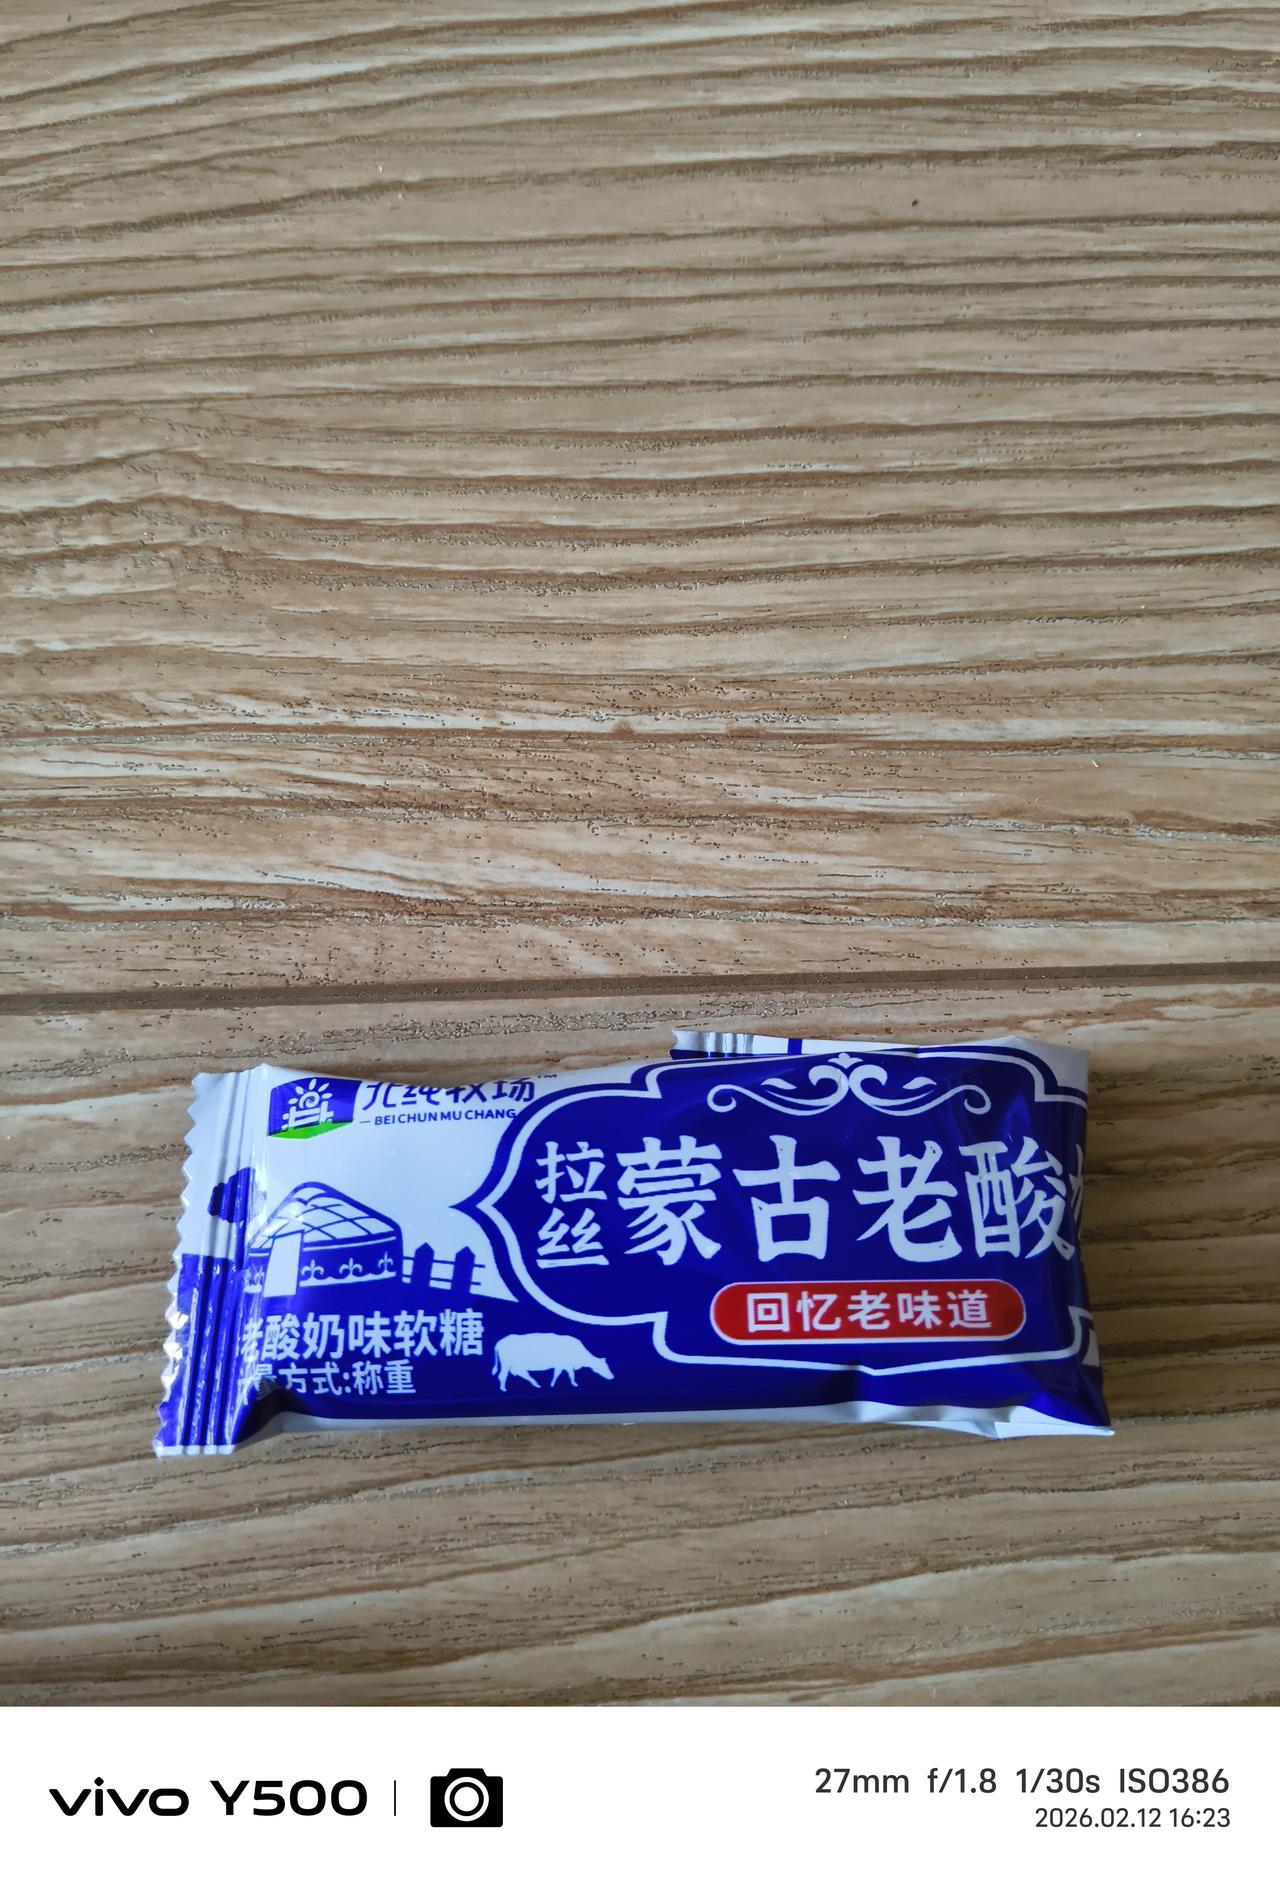 北纯牧场
BEI CHUN MU CHANG
拉丝
蒙古老酸
回忆老味道
老酸奶味软糖
量方式:称重
vivo Y500
27mm f/1.8 1/30s ISO386
2026.02.12 16:23